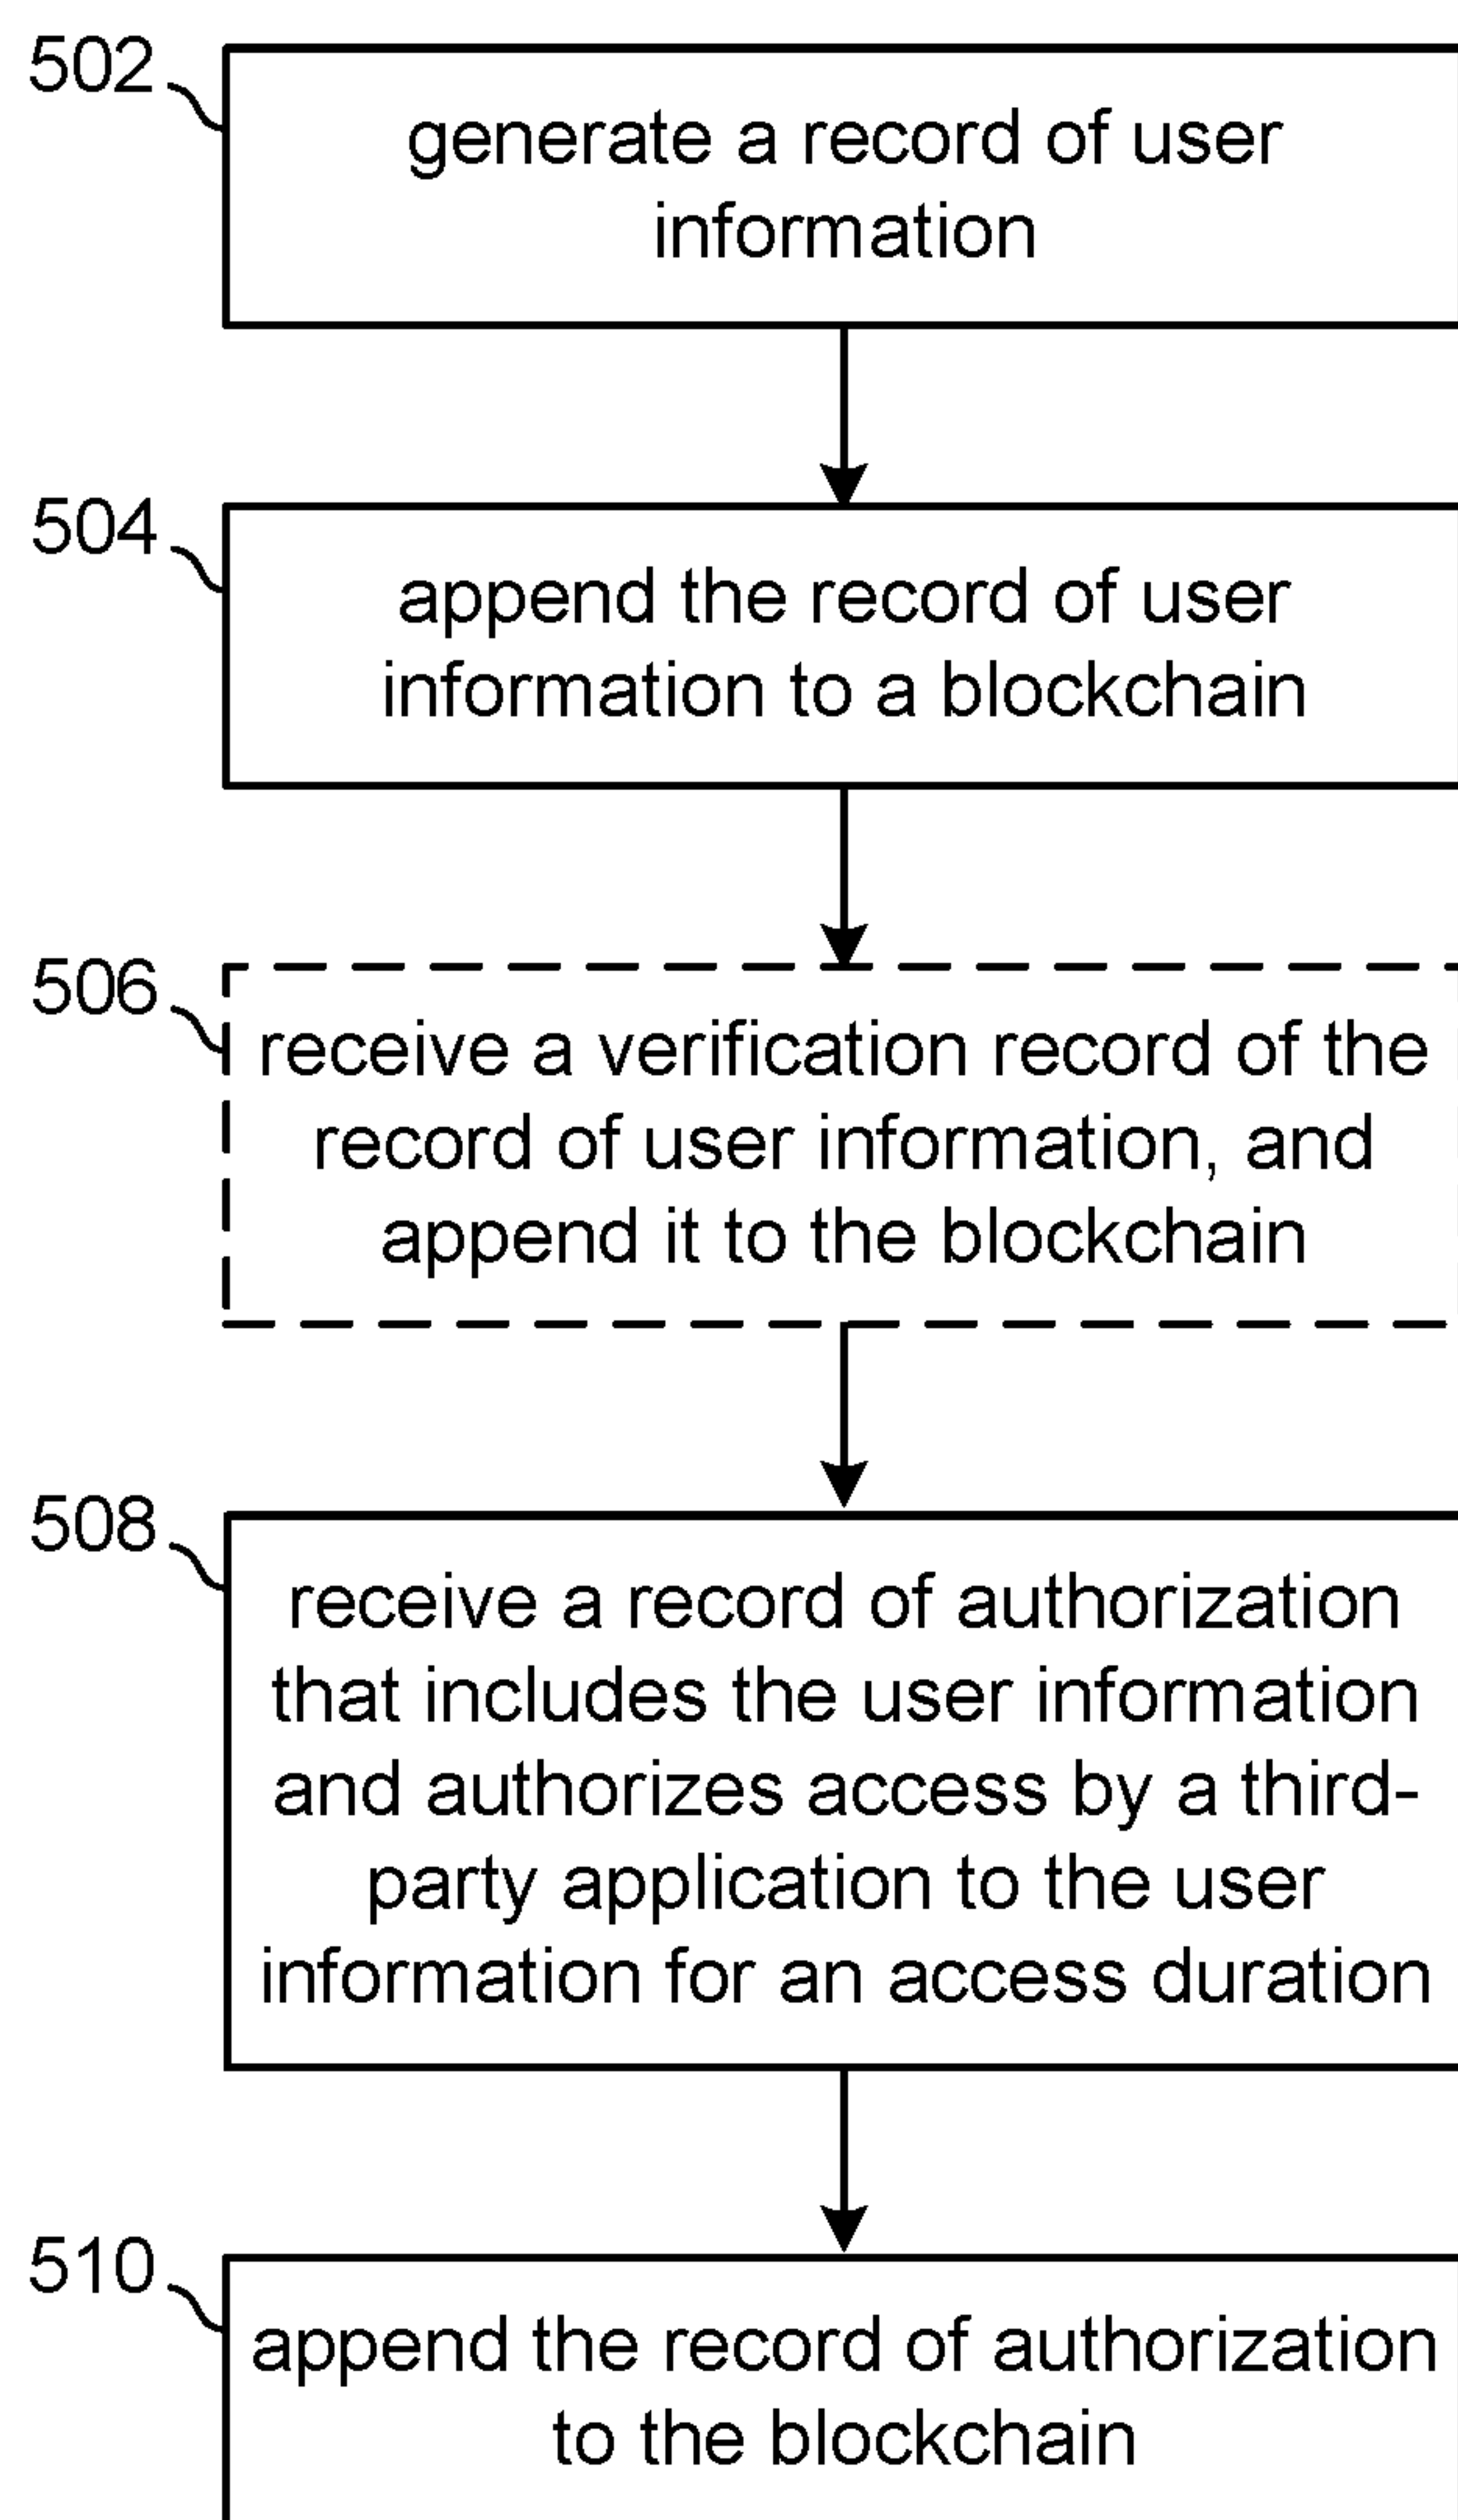 502
generate a record of user
information
504
append the record of user
information to a blockchain
506
receive a verification record of the
record of user information, and
append it to the blockchain
508
receive a record of authorization
that includes the user information
and authorizes access by a third-
party application to the user
information for an access duration
510
append the record of authorization
to the blockchain